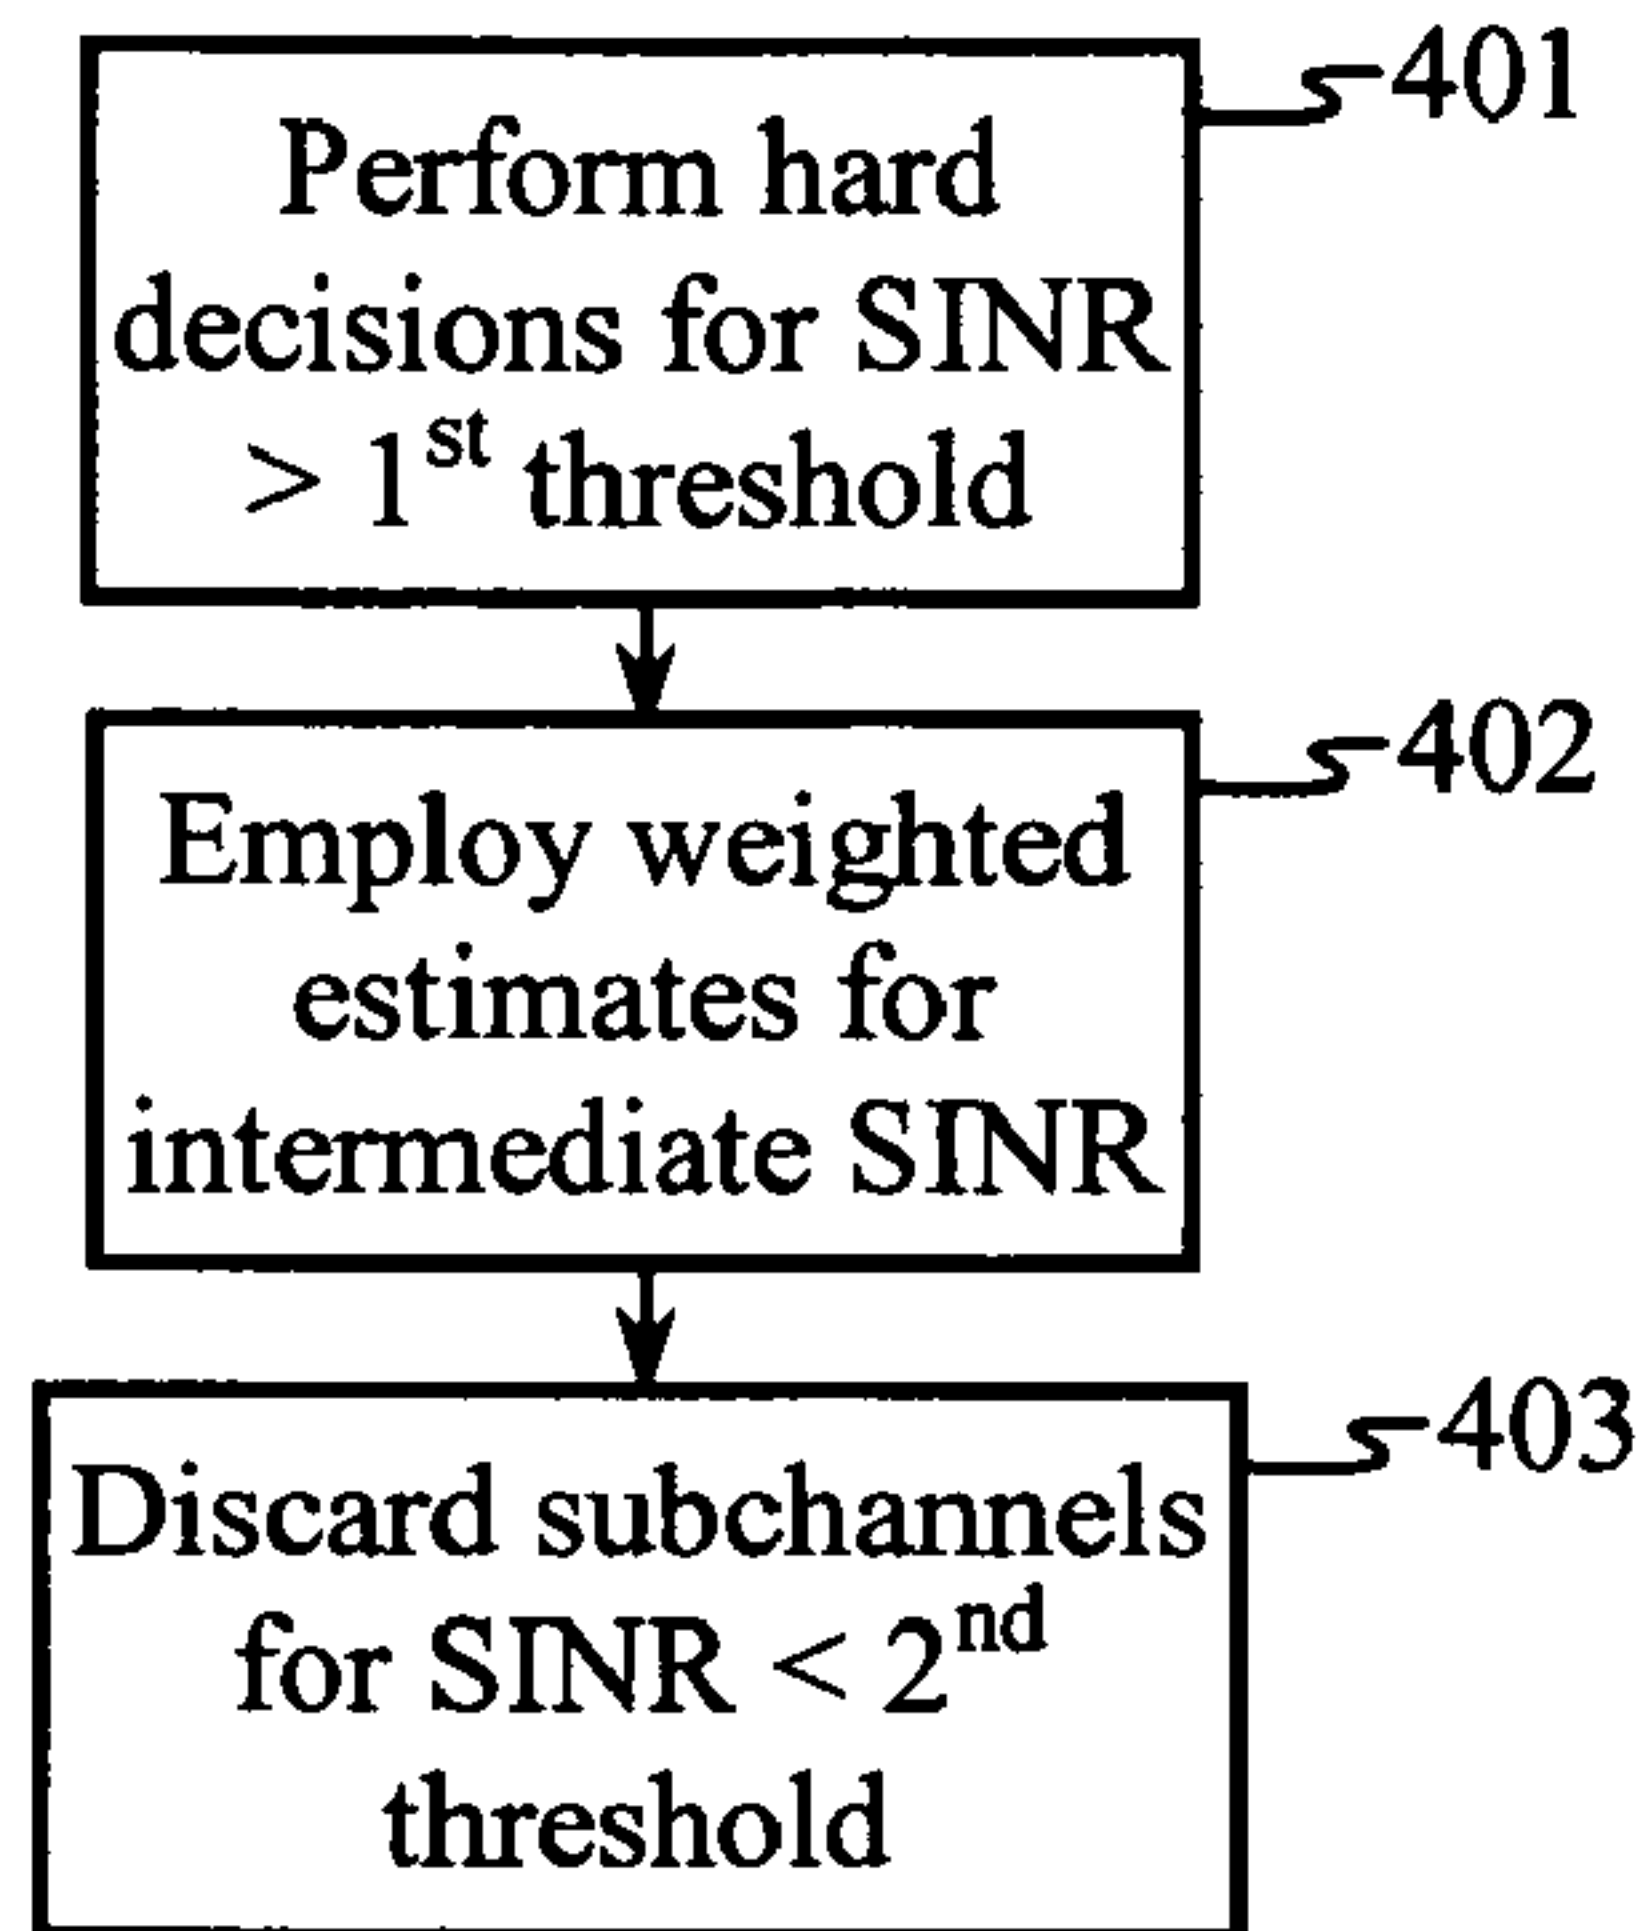 Perform hard
decisions for SINR
> 1st threshold
401
Employ weighted
estimates for
intermediate SINR
402
Discard subchannels
for SINR < 2nd
threshold
403